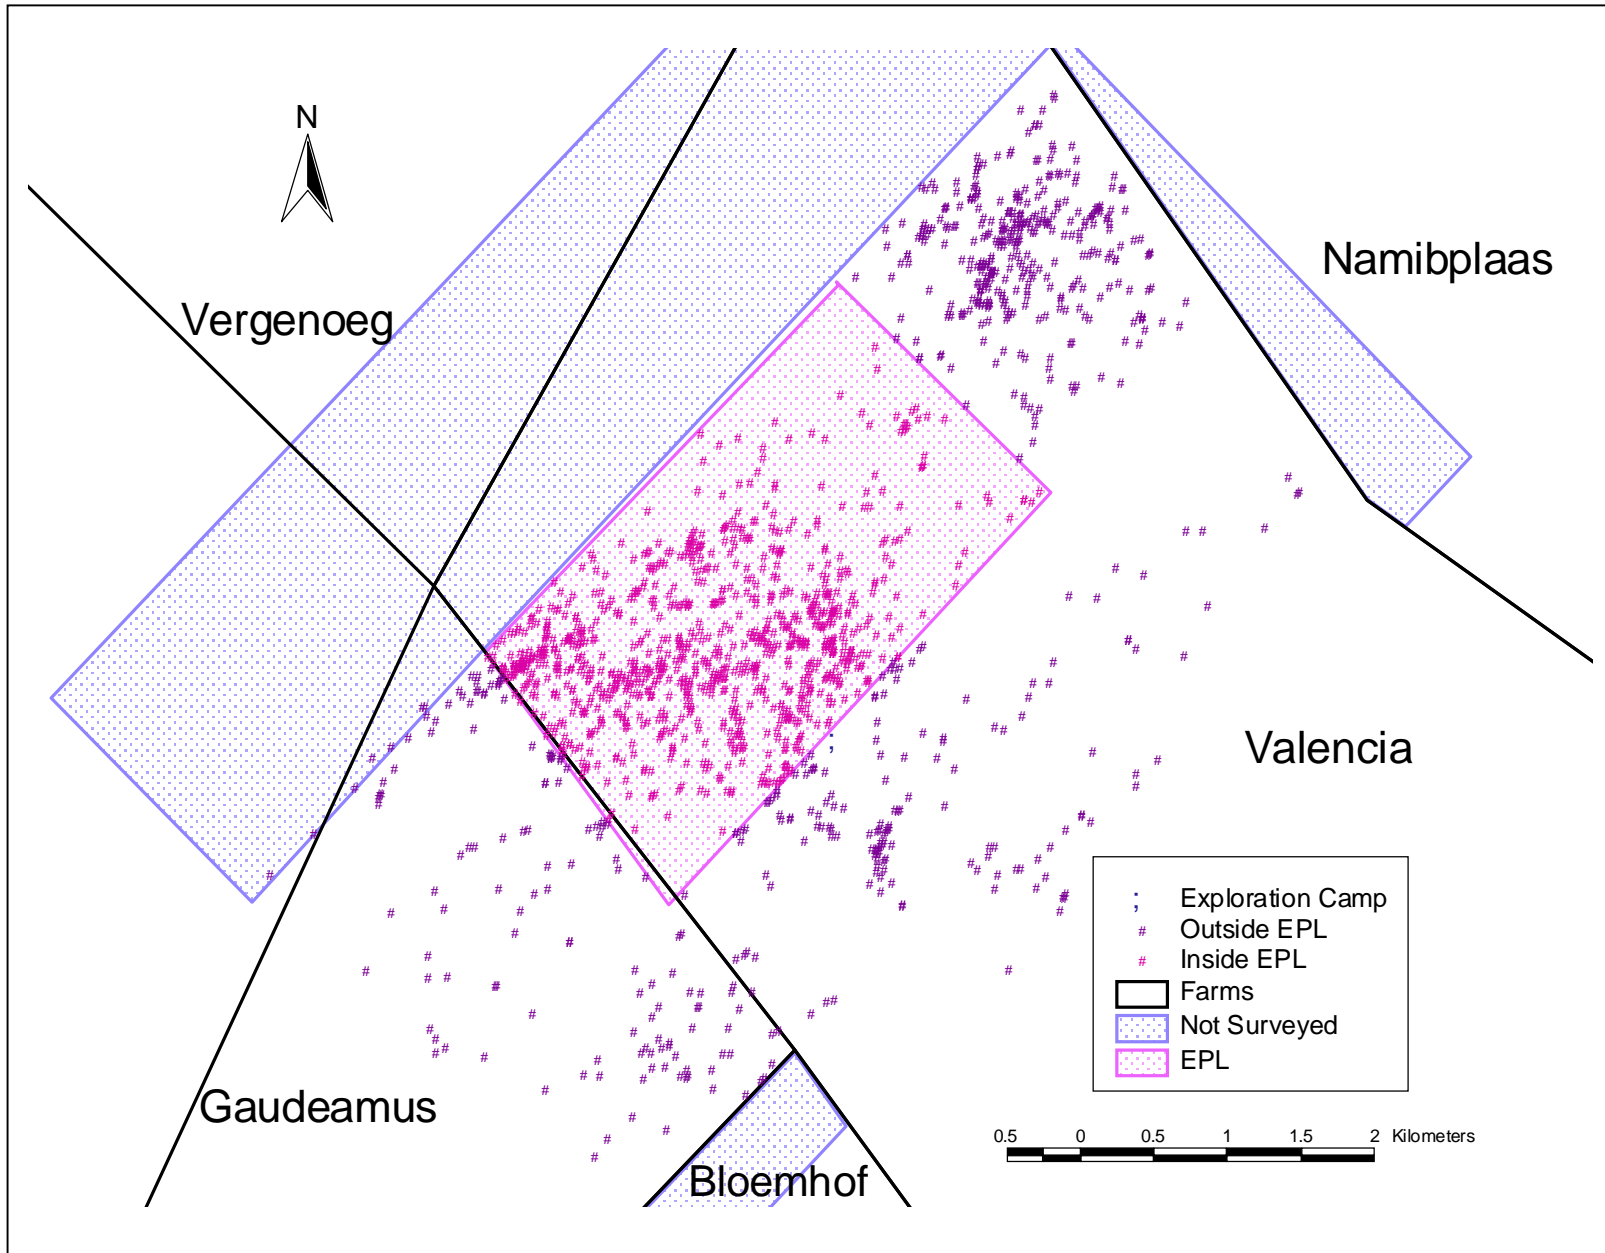 N
Namibplaas
Vergenoeg
Valencia
; Exploration Camp
# Outside EPL
# Inside EPL
Farms
Not Surveyed
EPL
Gaudeamus
0.5 0 0.5 1 1.5 2 Kilometers
Bloemhof